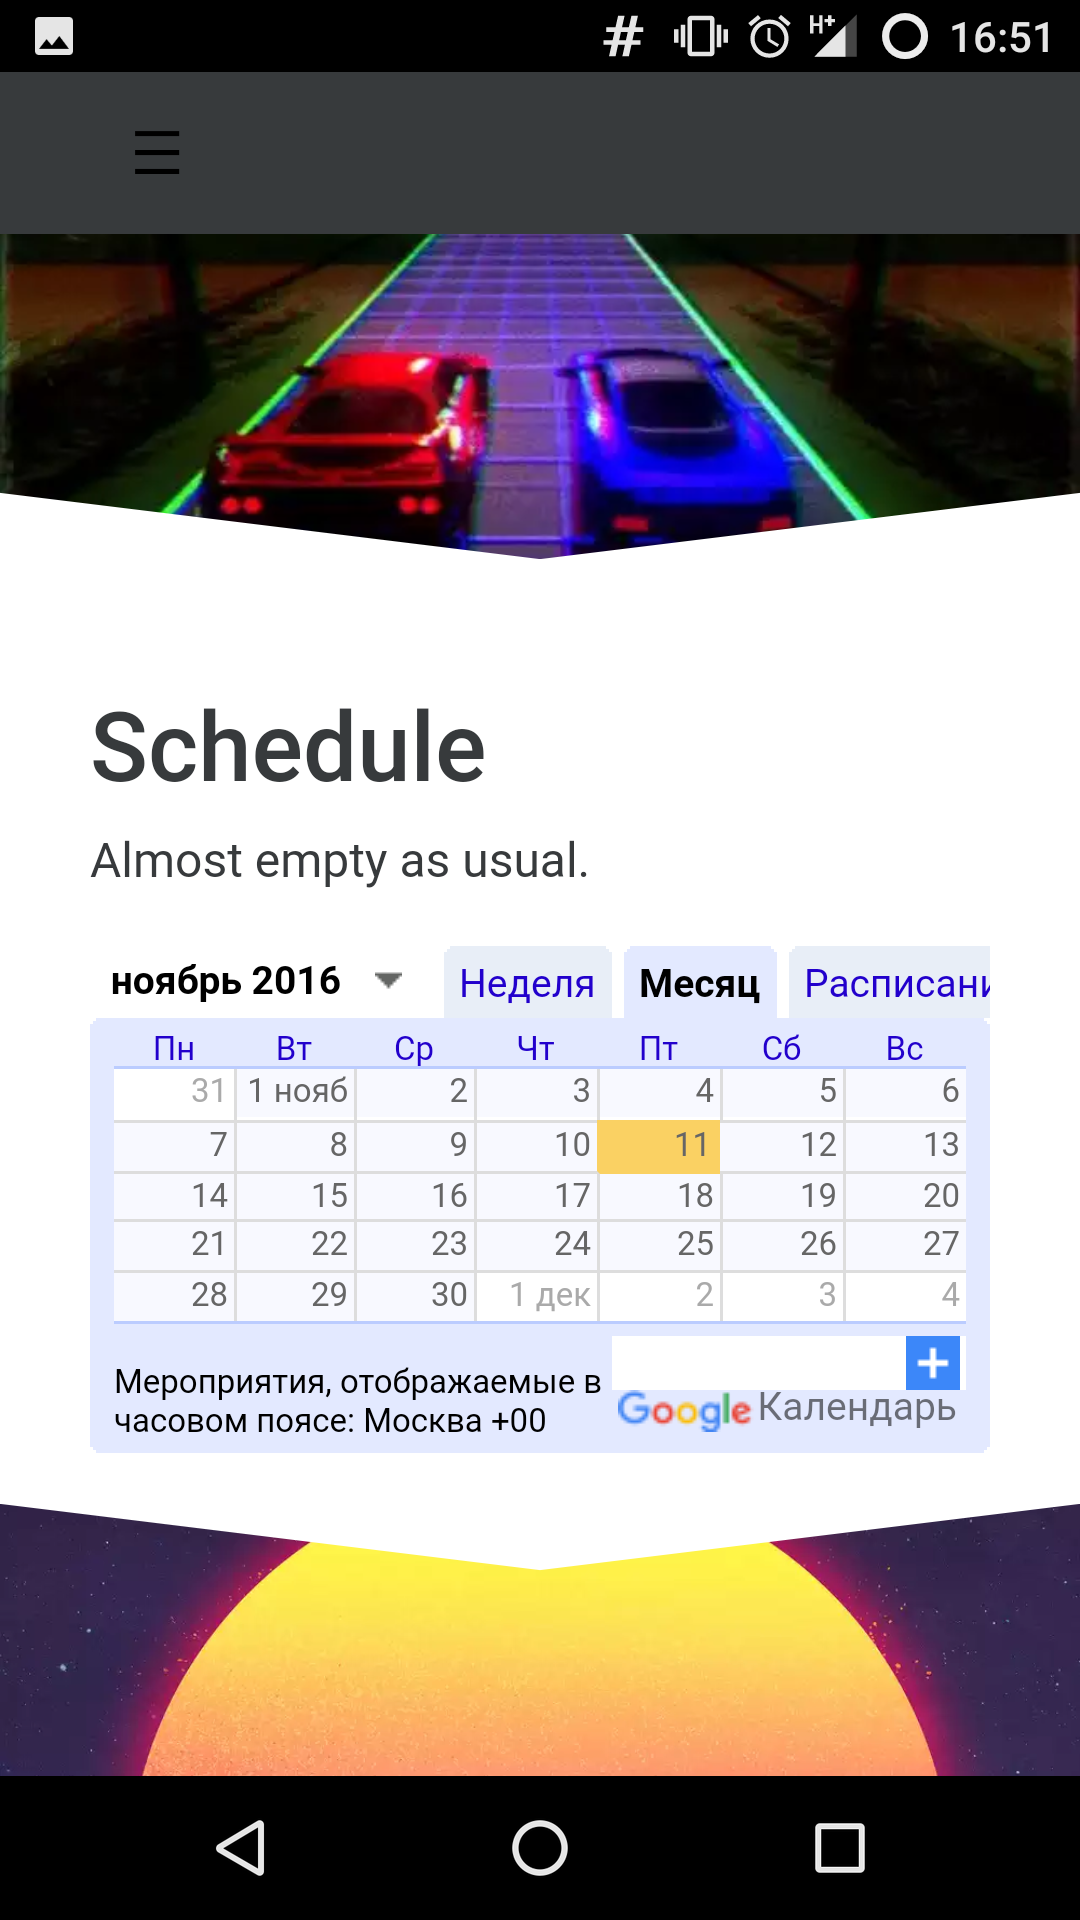 # H+ 16:51
Schedule
Almost empty as usual.
ноябрь 2016 Неделя Месяц Расписани
Пн Вт Ср Чт Пт Сб Вс
31 1 нояб 2 3 4 5 6
7 8 9 10 11 12 13
14 15 16 17 18 19 20
21 22 23 24 25 26 27
28 29 30 1 дек 2 3 4
Мероприятия, отображаемые в
часовом поясе: Москва +00
+
Google Календарь